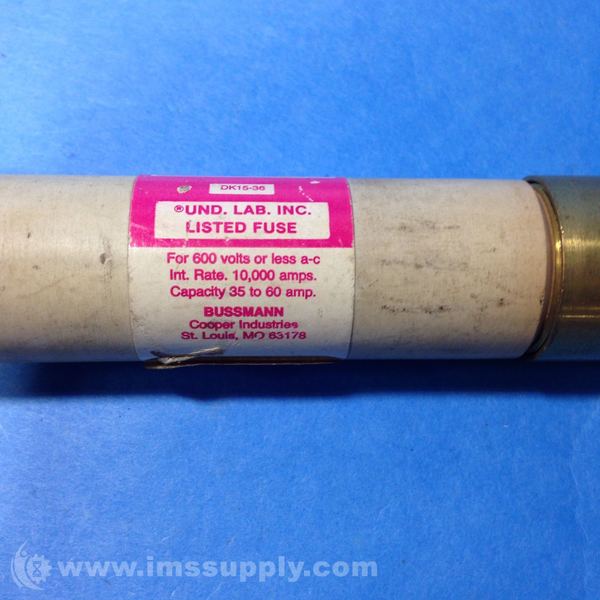 DK15-36
®UND. LAB. INC.
LISTED FUSE
For 600 volts or less a-c
Int. Rate. 10,000 amps.
Capacity 35 to 60 amp.
BUSSMANN
Cooper Industries
St. Louis, MO 63178
www.imssupply.com